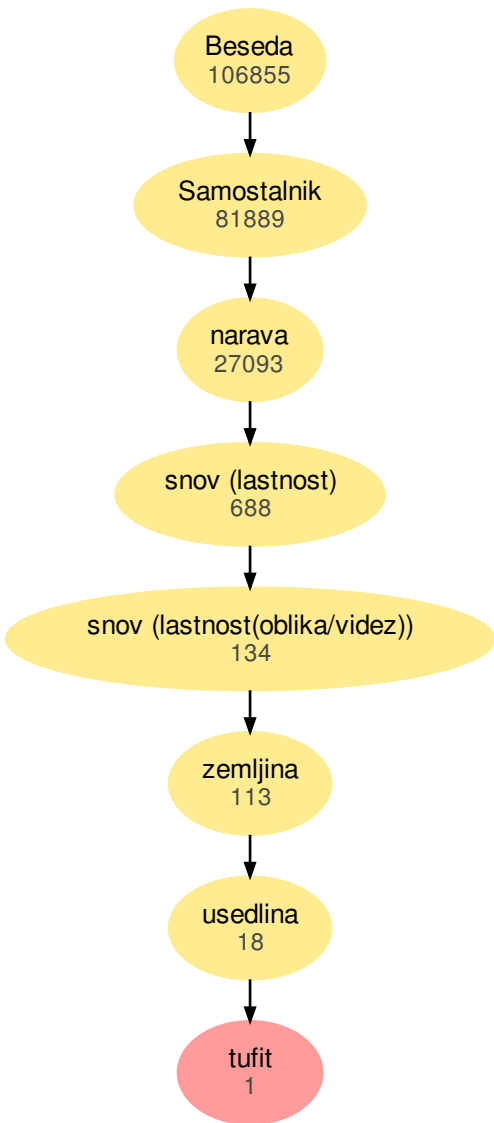 Beseda
106855
Samostalnik
81889
narava
27093
snov (lastnost)
688
snov (lastnost(oblika/videz))
134
zemljina
113
usedlina
18
tufit
1